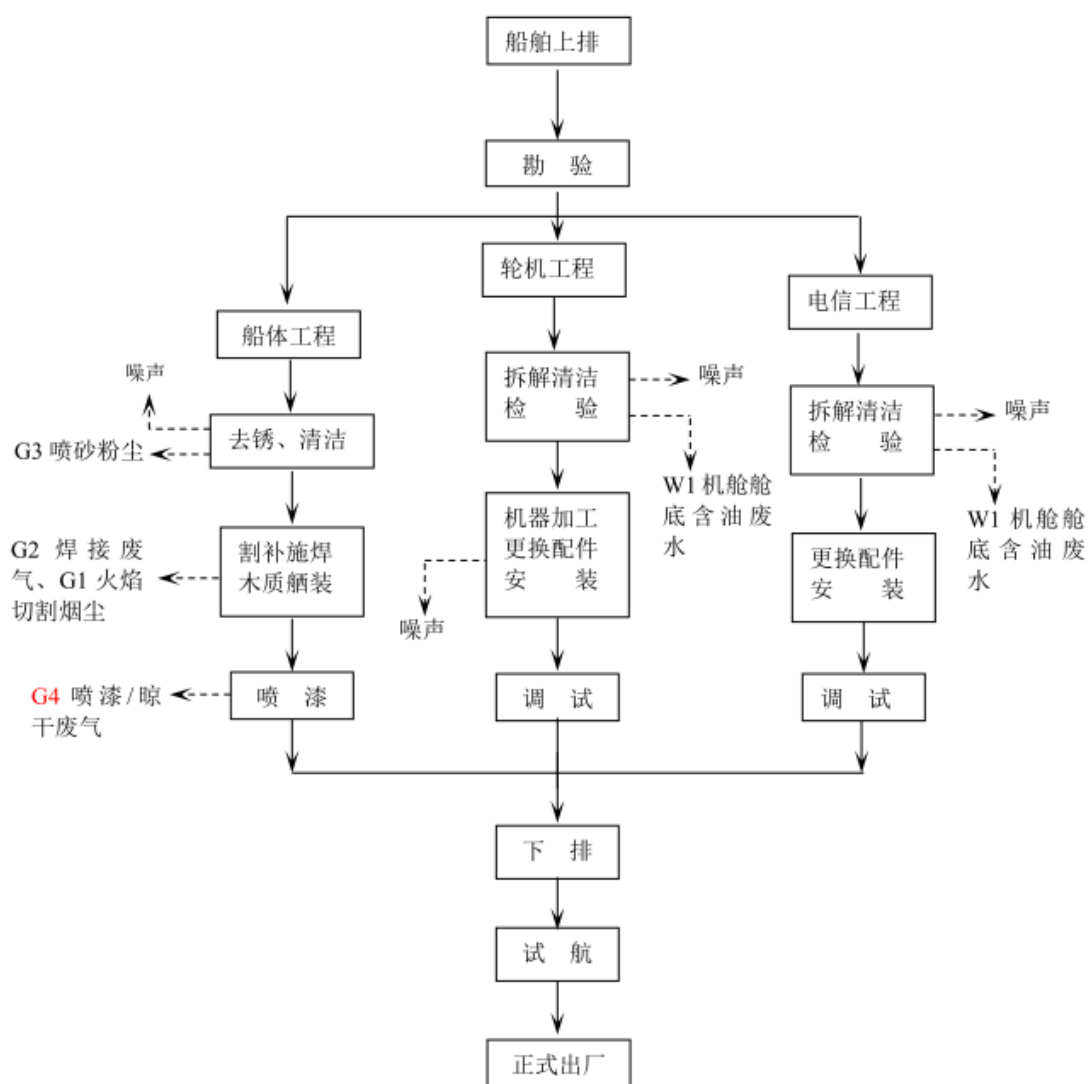 船舶上排
勘 验
轮机工程
电信工程
船体工程
噪声
拆解清洁
检 验
噪声
拆解清洁
检 验
噪声
去锈、清洁
G3 喷砂粉尘
W1 机舱舱
底含油废
水
W1 机舱舱
底含油废
水
机器加工
更换配件
安 装
G2 焊接废
气、G1 火焰
切割烟尘
割补施焊
木质舾装
更换配件
安 装
噪声
G4 喷漆/晾
干废气
喷 漆
调 试
调 试
下 排
试 航
正式出厂